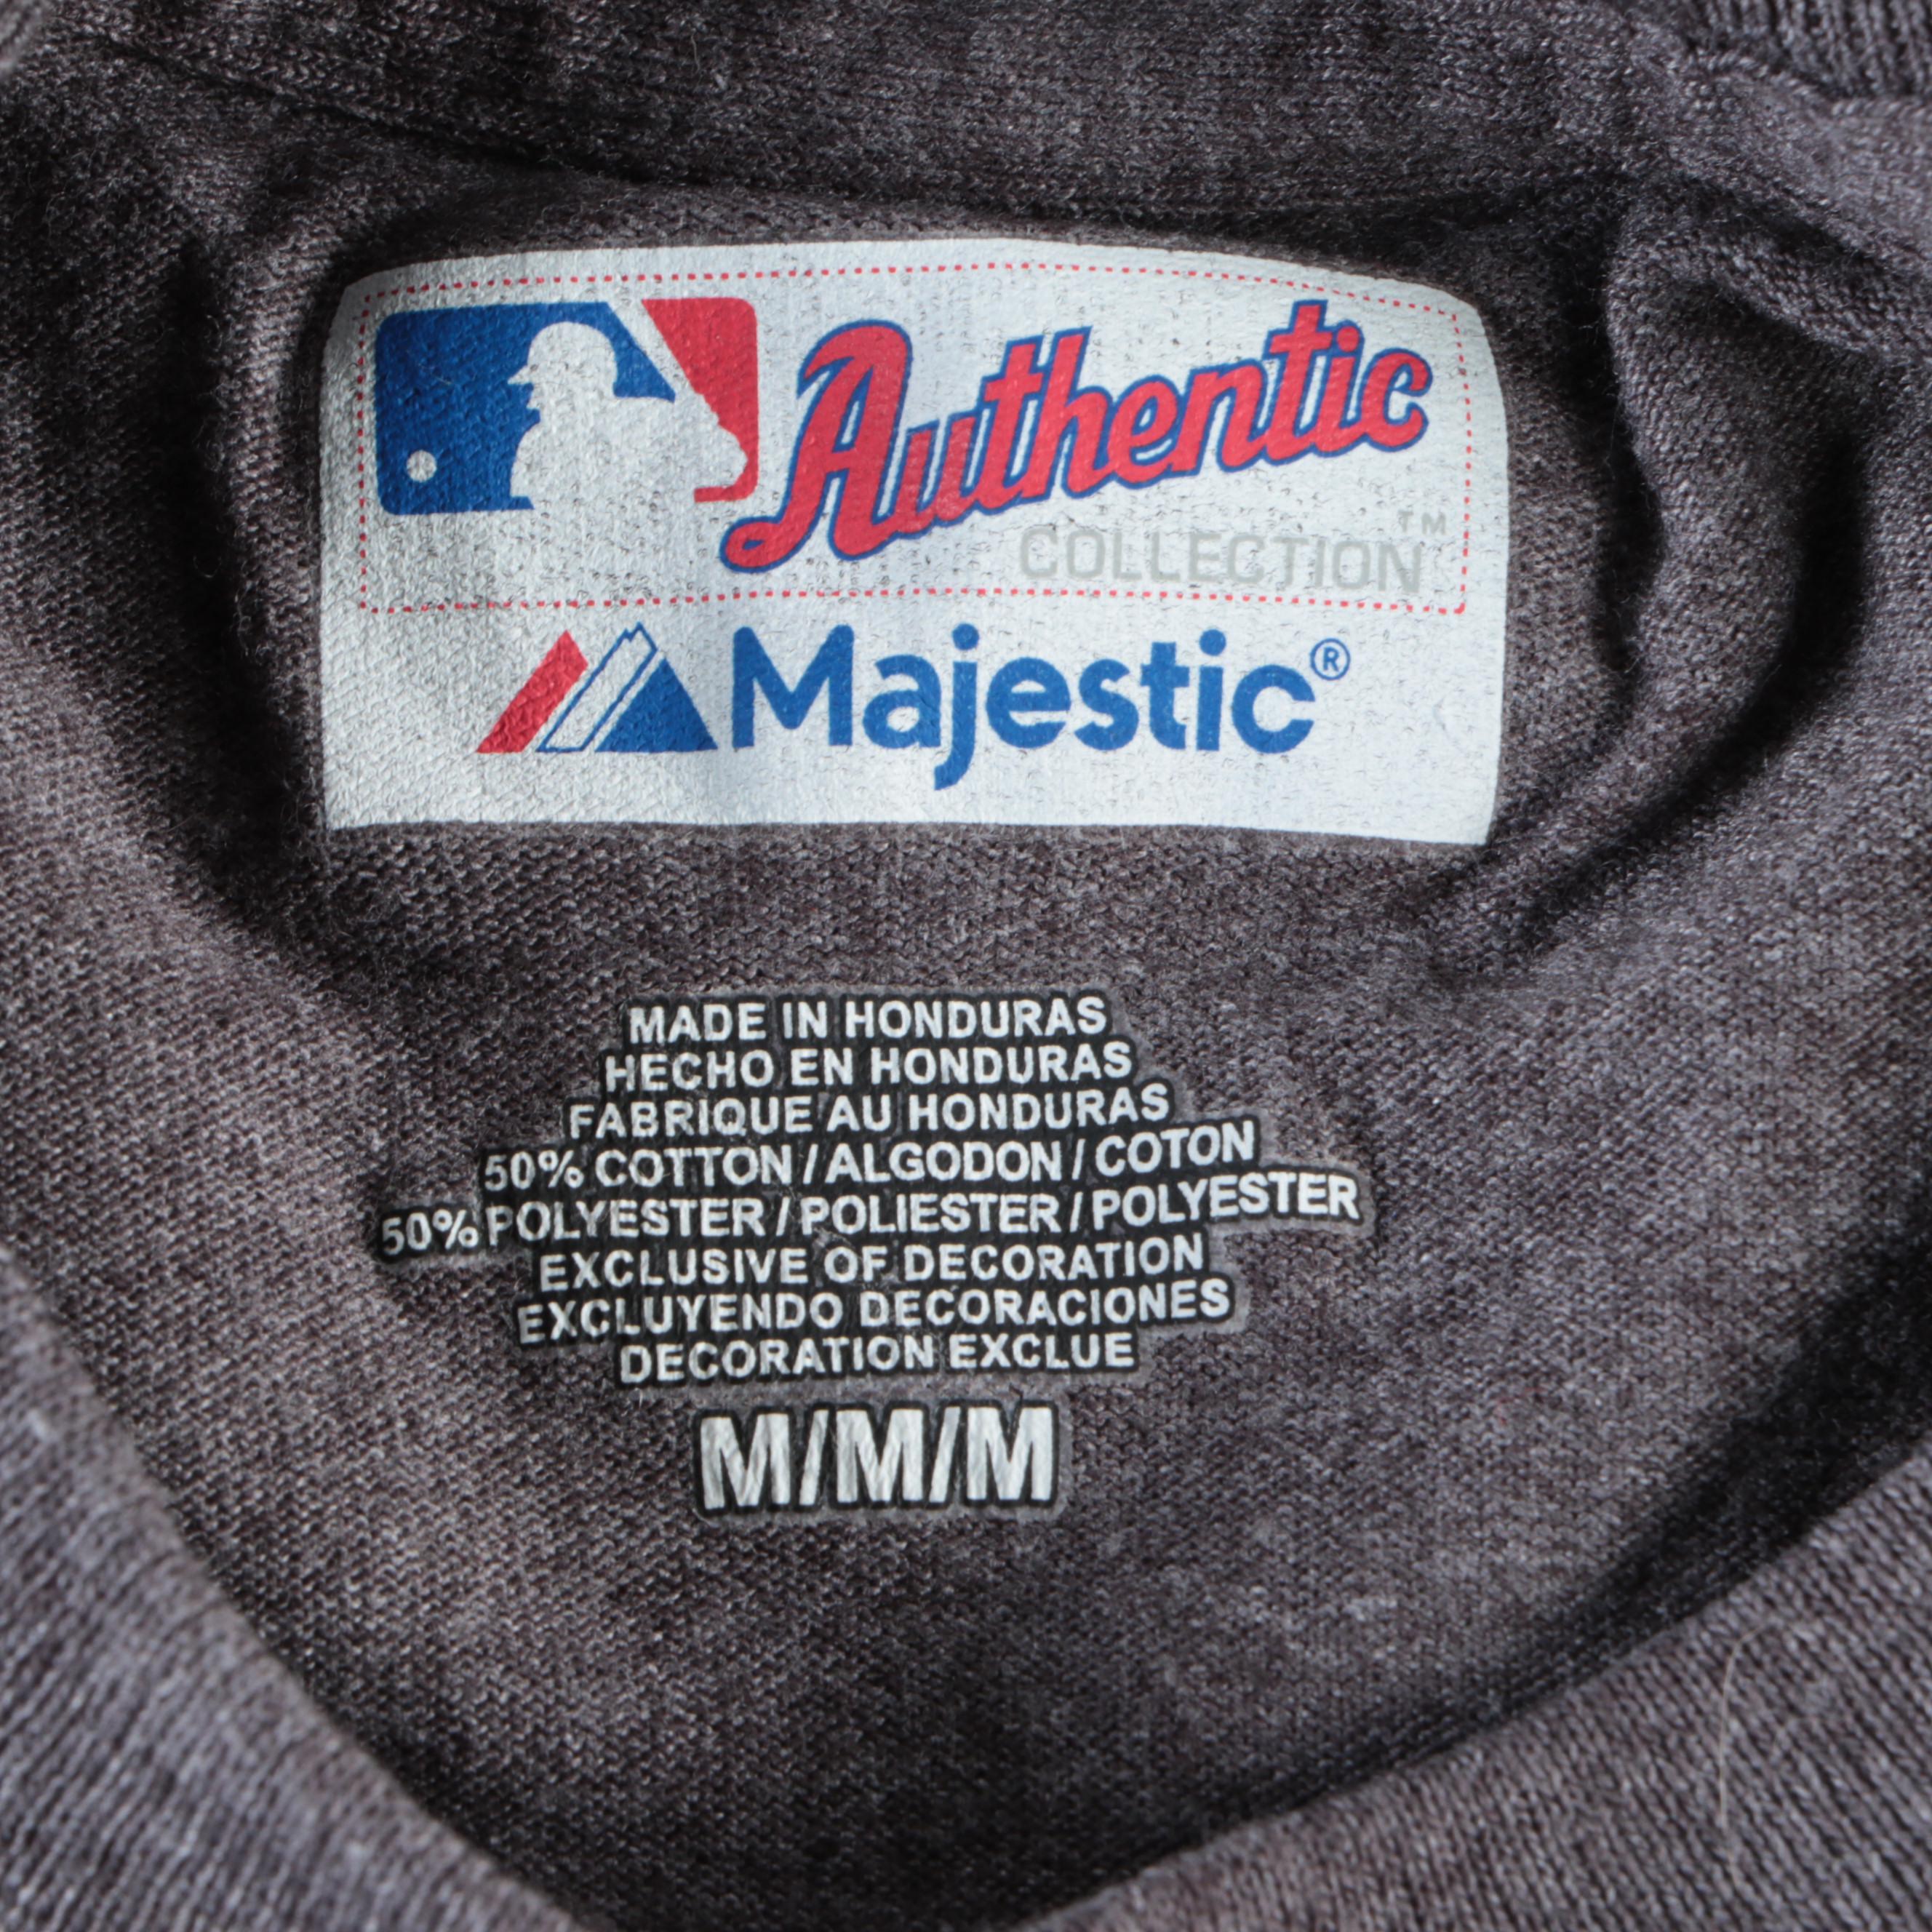 Authentic
COLLECTION™
Majestic®
MADE IN HONDURAS
HECHO EN HONDURAS
FABRIQUE AU HONDURAS
50% COTTON / ALGODON / COTON
50% POLYESTER / POLIESTER / POLYESTER
EXCLUSIVE OF DECORATION
EXCLUYENDO DECORACIONES
DECORATION EXCLUE
M/M/M